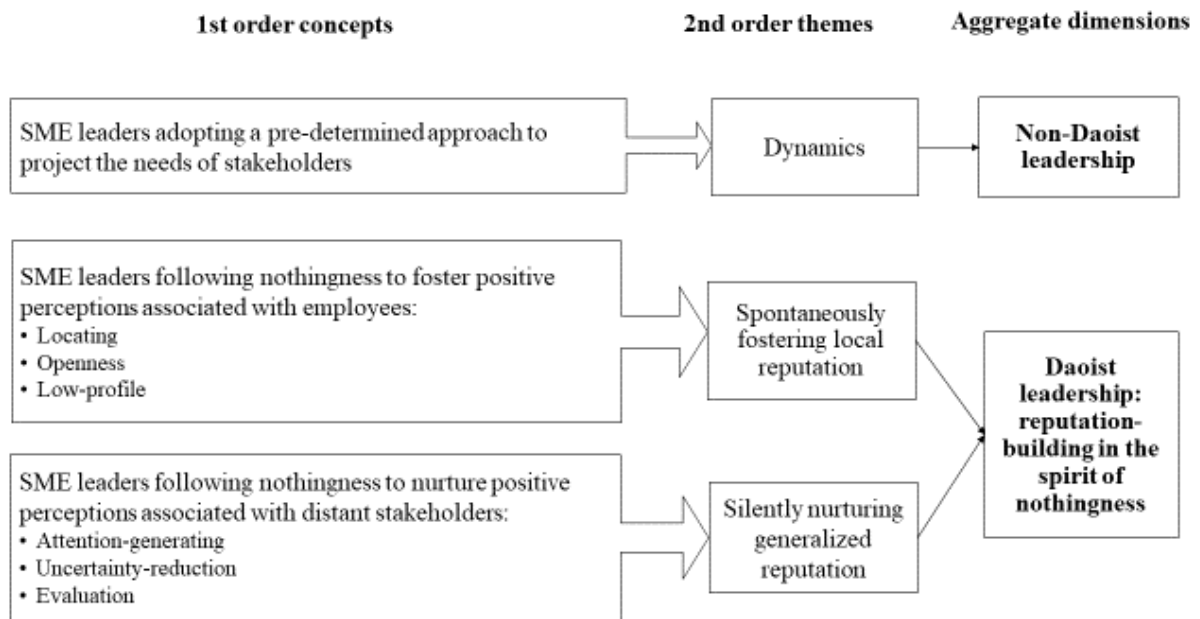 1st order concepts
2nd order themes
Aggregate dimensions
SME leaders adopting a pre-determined approach to
project the needs of stakeholders
Dynamics
Non-Daoist
leadership
SME leaders following nothingness to foster positive
perceptions associated with employees:
• Locating
• Openness
• Low-profile
Spontaneously
fostering local
reputation
Daoist
leadership:
reputation-
building in the
spirit of
nothingness
SME leaders following nothingness to nurture positive
perceptions associated with distant stakeholders:
• Attention-generating
• Uncertainty-reduction
• Evaluation
Silently nurturing
generalized
reputation